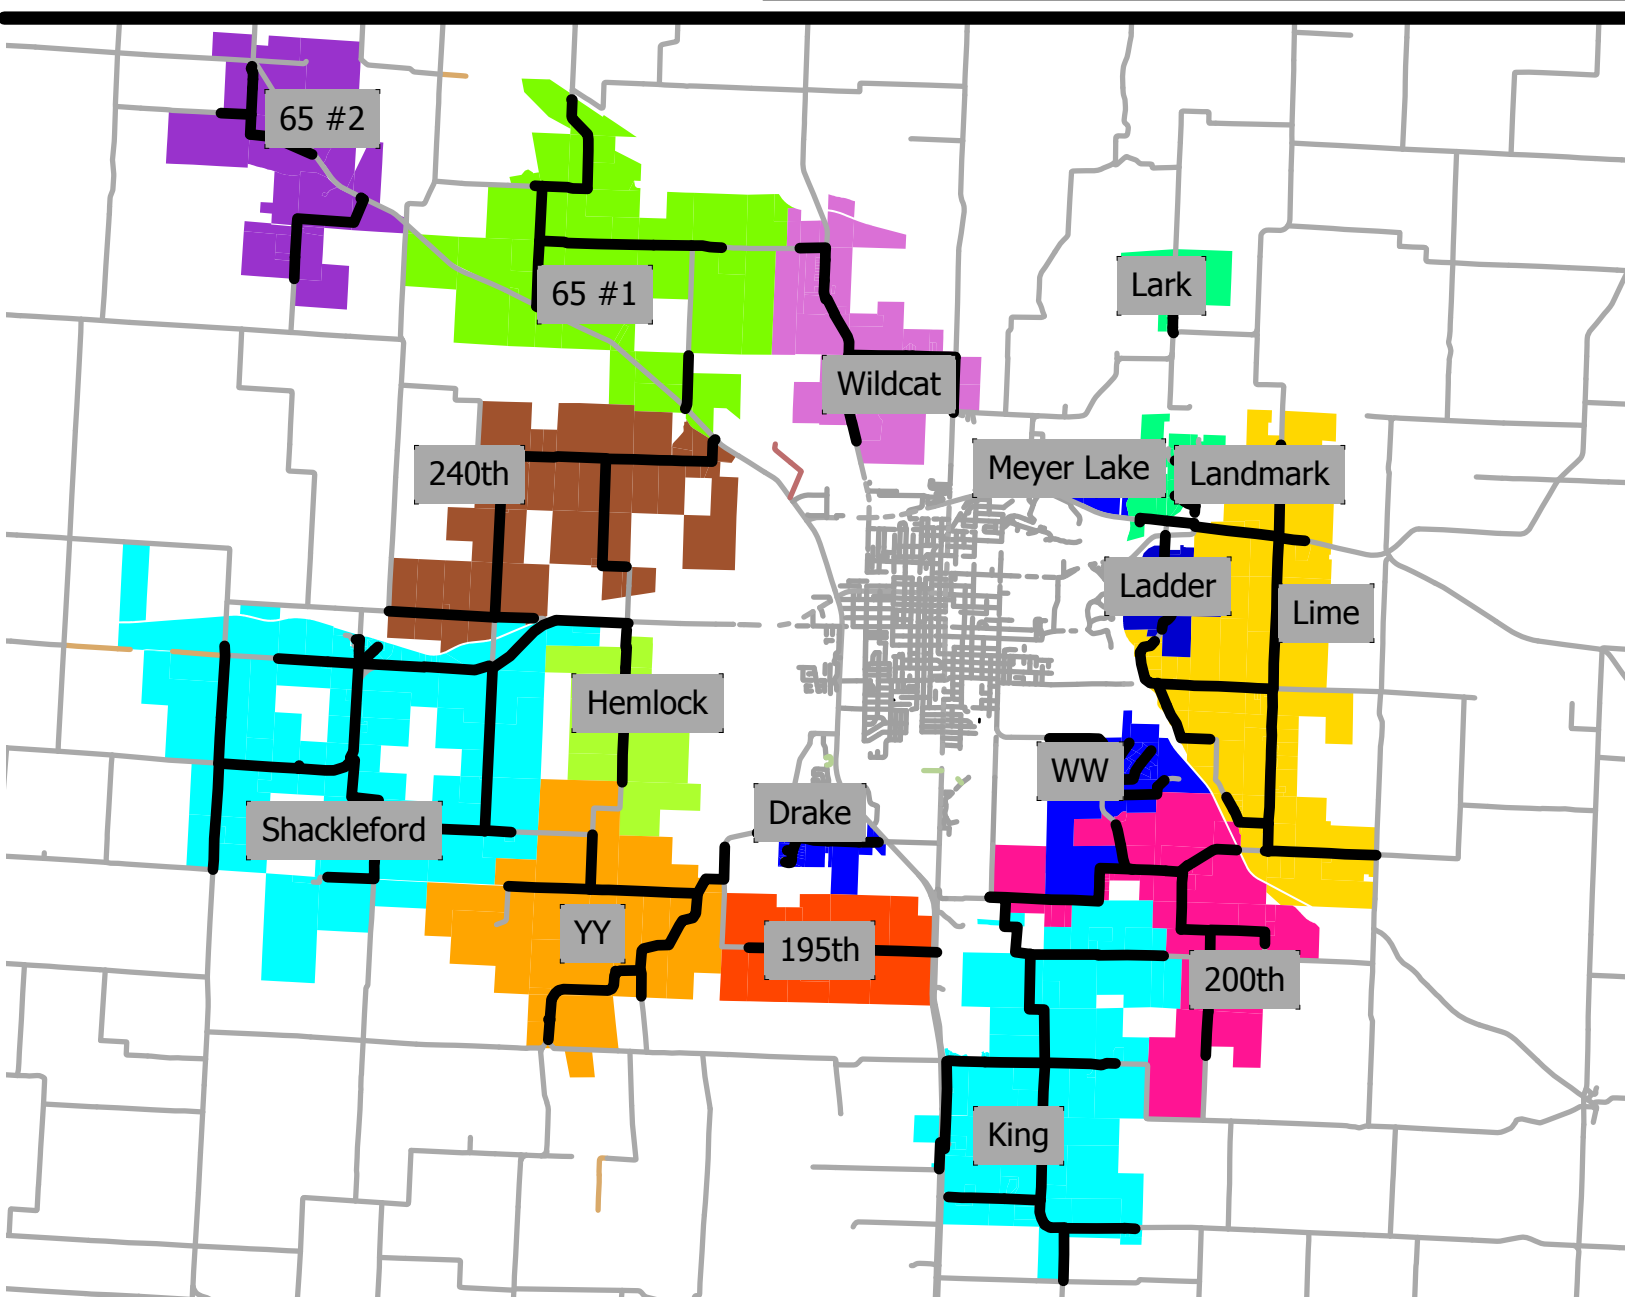 65 #2
65 #1
Lark
Wildcat
240th
Meyer Lake
Landmark
Ladder
Lime
Hemlock
WW
Drake
Shackleford
YY
195th
200th
King